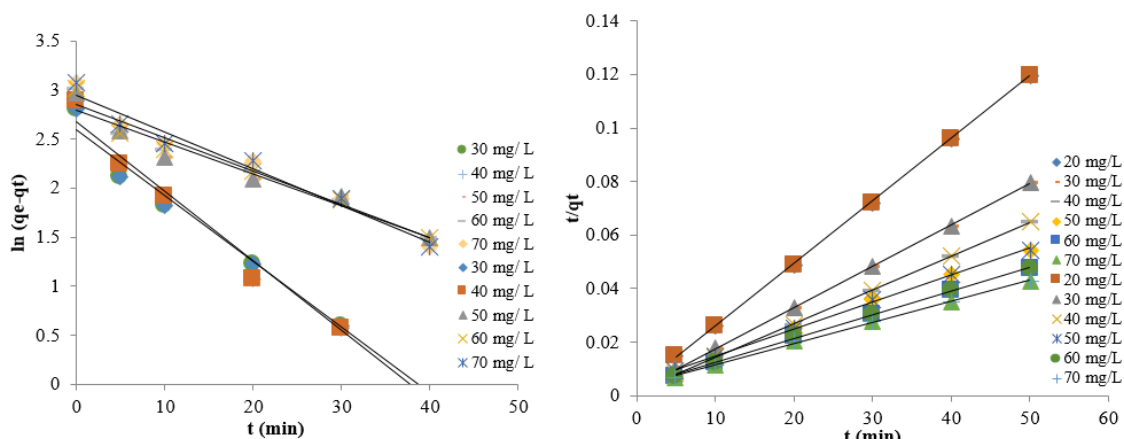 3.5
3
2.5
2
1.5
1
0.5
0
0
10
20
30
40
50
ln (qe-qt)
t (min)
30 mg/ L
40 mg/ L
50 mg/ L
60 mg/ L
70 mg/ L
30 mg/ L
40 mg/ L
50 mg/ L
60 mg/ L
70 mg/ L
0.14
0.12
0.1
0.08
0.06
0.04
0.02
0
0
10
20
30
40
50
60
t/qt
t (min)
20 mg/L
30 mg/L
40 mg/L
50 mg/L
60 mg/L
70 mg/L
20 mg/L
30 mg/L
40 mg/L
50 mg/L
60 mg/L
70 mg/L